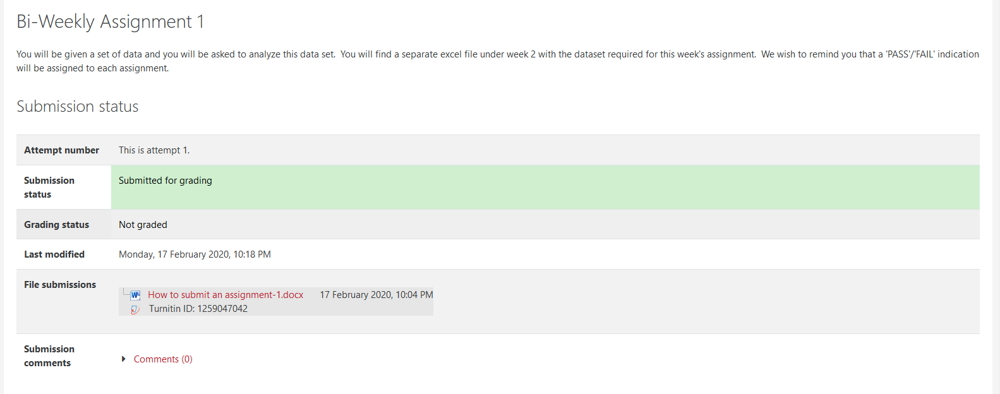 Bi-Weekly Assignment 1
You will be given a set of data and you will be asked to analyze this data set.  You will find a separate excel file under week 2 with the dataset required for this week's assignment.  We wish to remind you that a 'PASS'/'FAIL' indication
will be assigned to each assignment.
Submission status
Attempt number This is attempt 1.
Submission status Submitted for grading
Grading status Not graded
Last modified Monday, 17 February 2020, 10:18 PM
File submissions
How to submit an assignment-1.docx 17 February 2020, 10:04 PM
Turnitin ID: 1259047042
Submission comments
Comments (0)